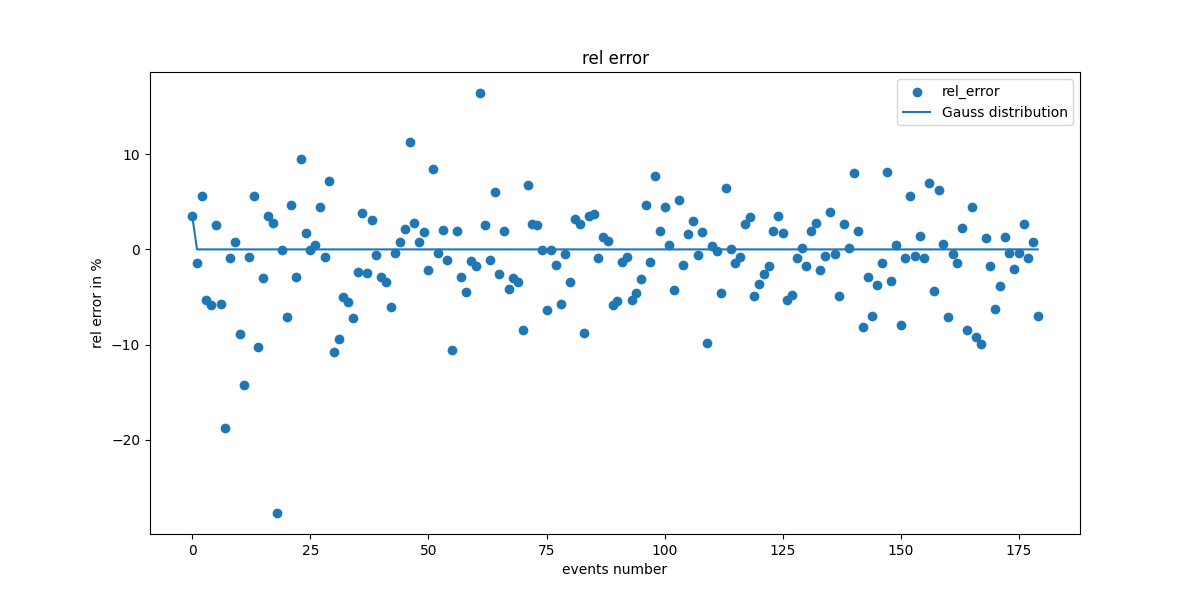 rel error
rel_error
Gauss distribution
rel error in %
10
0
−10
−20
0
25
50
75
100
125
150
175
events number